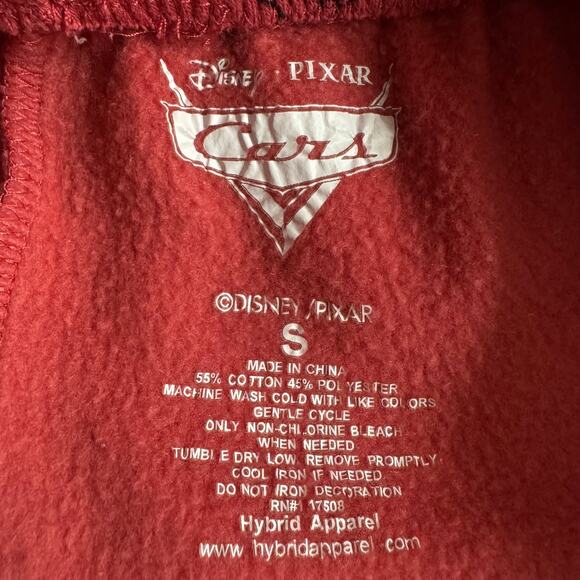 Disney · PIXAR
Cars
©DISNEY/PIXAR
S
MADE IN CHINA
55% COTTON 45% POLYESTER
MACHINE WASH COLD WITH LIKE COLORS
GENTLE CYCLE
ONLY NON-CHLORINE BLEACH
WHEN NEEDED
TUMBLE DRY LOW, REMOVE PROMPTLY
COOL IRON IF NEEDED
DO NOT IRON DECORATION
RN#117508
Hybrid Apparel
www.hybridapparel.com